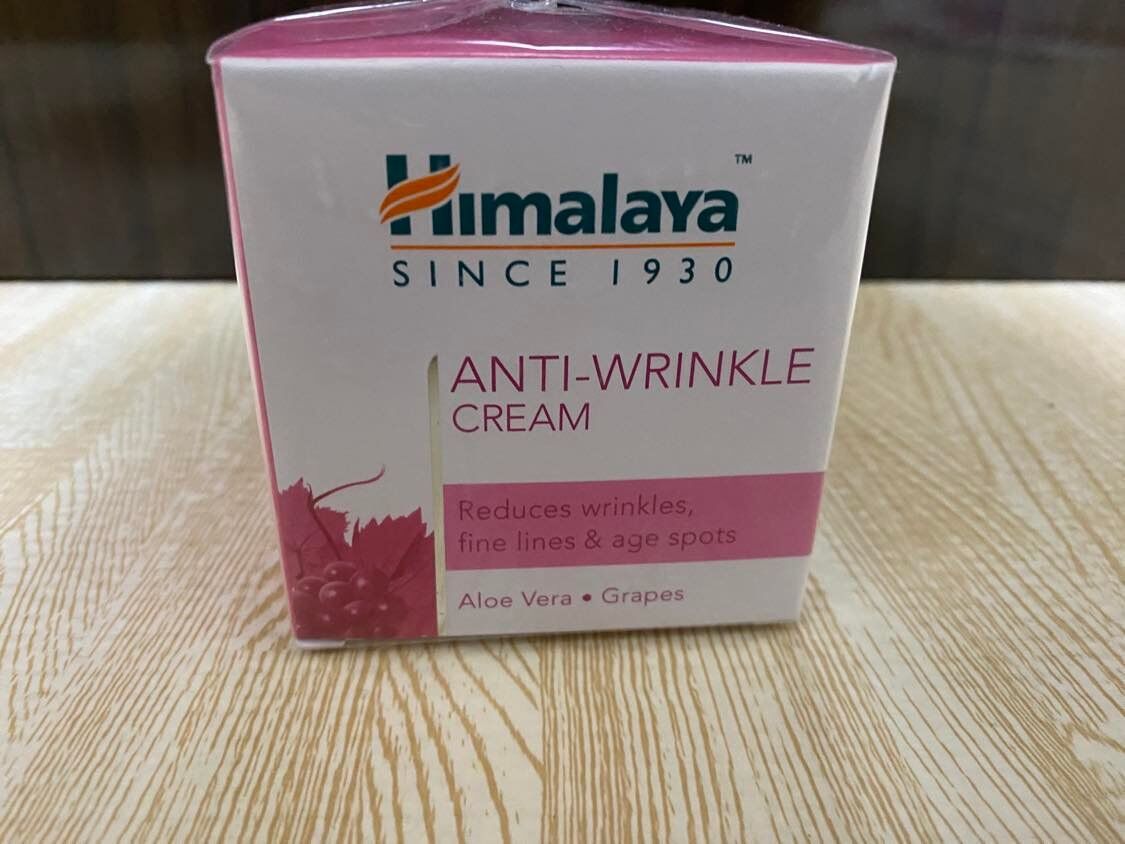 Himalaya™
SINCE 1930
ANTI-WRINKLE
CREAM
Reduces wrinkles,
fine lines & age spots
Aloe Vera • Grapes